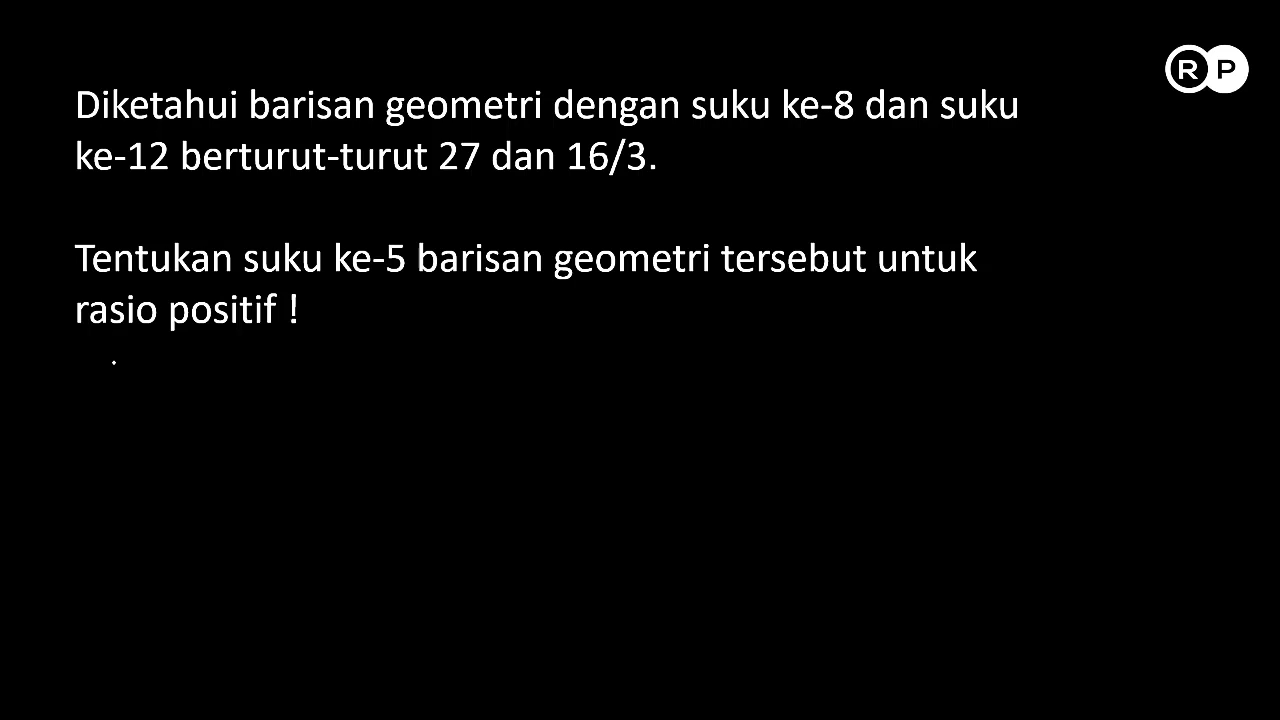 R P
Diketahui barisan geometri dengan suku ke-8 dan suku
ke-12 berturut-turut 27 dan 16/3.
Tentukan suku ke-5 barisan geometri tersebut untuk
rasio positif !